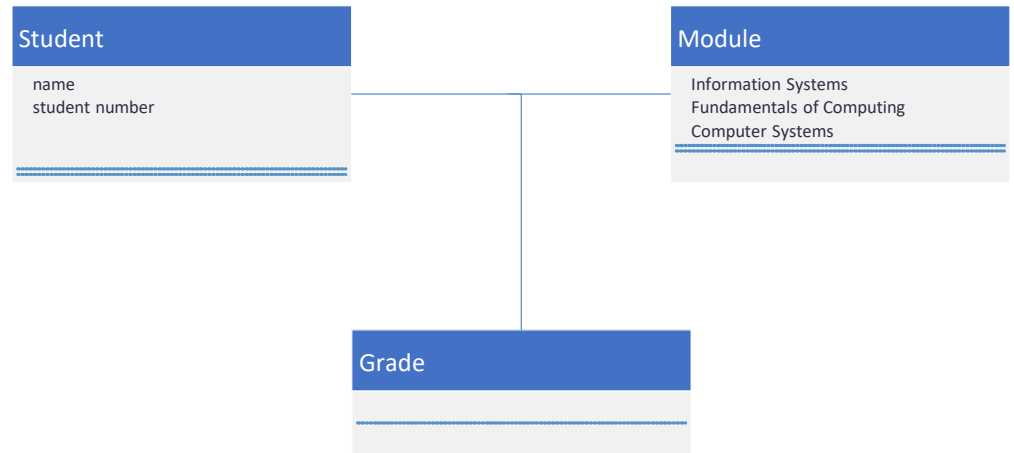 Student
name
student number
Module
Information Systems
Fundamentals of Computing
Computer Systems
Grade